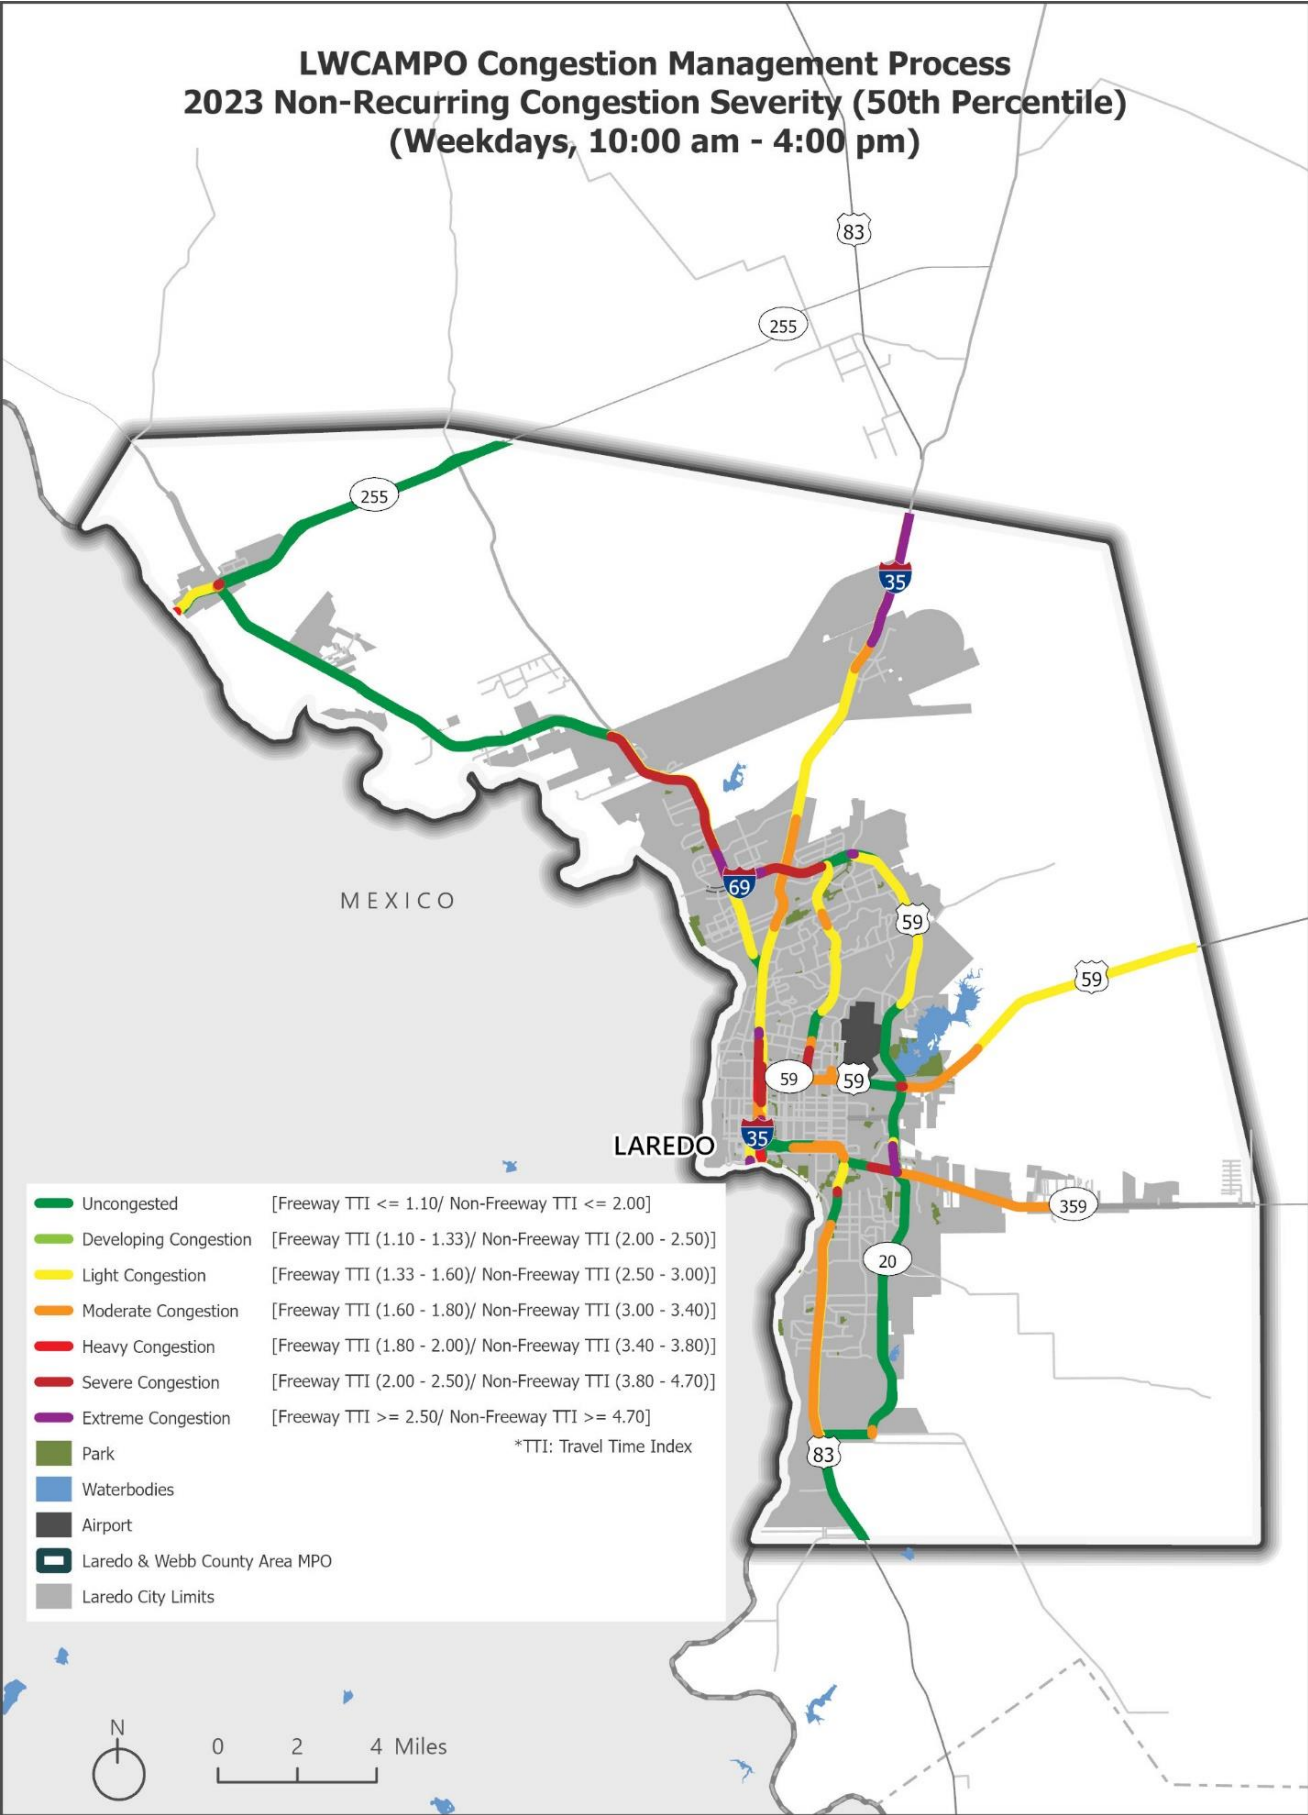 LWCAMPO Congestion Management Process
2023 Non-Recurring Congestion Severity (50th Percentile)
(Weekdays, 10:00 am - 4:00 pm)
83
255
255
35
69
59
MEXICO
59
59
59
LAREDO
35
359
20
83
Uncongested [Freeway TTI <= 1.10/ Non-Freeway TTI <= 2.00]
Developing Congestion [Freeway TTI (1.10 - 1.33)/ Non-Freeway TTI (2.00 - 2.50)]
Light Congestion [Freeway TTI (1.33 - 1.60)/ Non-Freeway TTI (2.50 - 3.00)]
Moderate Congestion [Freeway TTI (1.60 - 1.80)/ Non-Freeway TTI (3.00 - 3.40)]
Heavy Congestion [Freeway TTI (1.80 - 2.00)/ Non-Freeway TTI (3.40 - 3.80)]
Severe Congestion [Freeway TTI (2.00 - 2.50)/ Non-Freeway TTI (3.80 - 4.70)]
Extreme Congestion [Freeway TTI >= 2.50/ Non-Freeway TTI >= 4.70]
*TTI: Travel Time Index
Park
Waterbodies
Airport
Laredo & Webb County Area MPO
Laredo City Limits
N
0 2 4 Miles